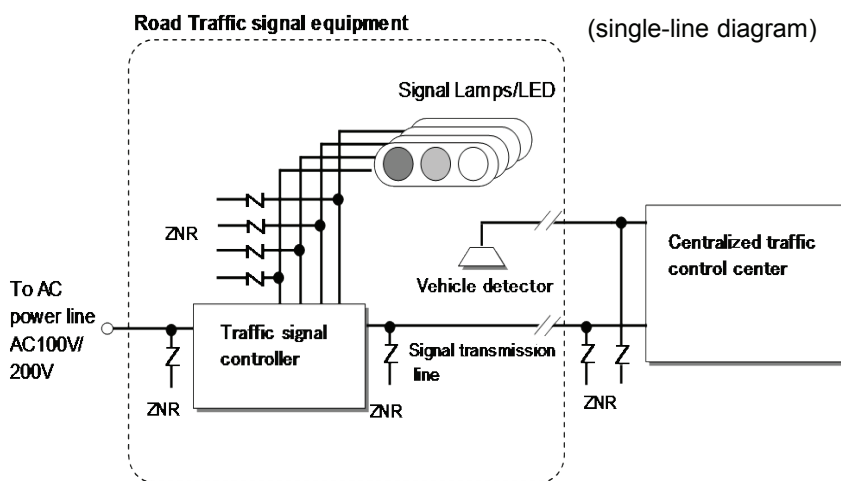 Road Traffic signal equipment
(single-line diagram)
Signal Lamps/LED
ZNR
Centralized traffic
control center
Vehicle detector
To AC
power line
AC100V/
200V
Traffic signal
controller
Signal transmission
line
ZNR
ZNR
ZNR